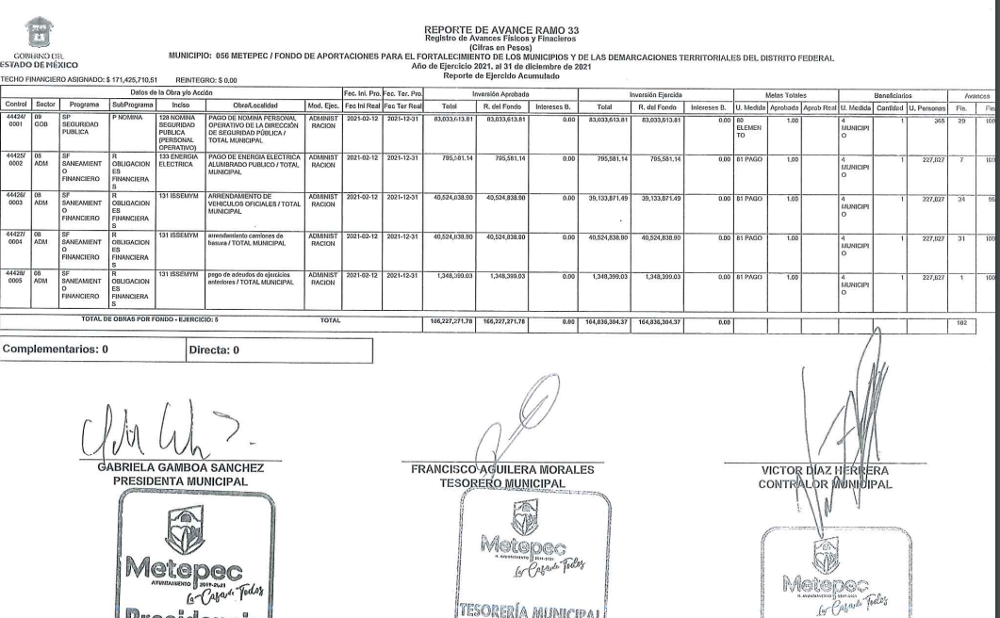 GOBIERNO DEL
ESTADO DE MÉXICO
REPORTE DE AVANCE RAMO 33
Registro de Avances Físicos y Finacieros
(Cifras en Pesos)
MUNICIPIO: 056 METEPEC / FONDO DE APORTACIONES PARA EL FORTALECIMIENTO DE LOS MUNICIPIOS Y DE LAS DEMARCACIONES TERRITORIALES DEL DISTRITO FEDERAL
Año de Ejercicio 2021. al 31 de diciembre de 2021
Reporte de Ejercido Acumulado
TECHO FINANCIERO ASIGNADO: $ 171,425,710.51 REINTEGRO: $ 0.00
Datos de la Obra y/o Acción Fec. Ini. Pro. Fec. Ter. Pro. Inversión Aprobada Inversión Ejercida Metas Totales Beneficiarios Avances
Control Sector Programa SubPrograma Inciso Obra/Localidad Mod. Ejec. Fec Ini Real Fec Ter Real Total R. del Fondo Intereses B. Total R. del Fondo Intereses B. U. Medida Aprobada Aprob Real U. Medida Cantidad U. Personas Fis. Fin
44424/ 09 SP P NOMINA 128 NOMINA PAGO DE NOMINA PERSONAL ADMINIST 2021-02-12 2021-12-31 83,033,613.81 83,033,613.81 0.00 83,033,613.81 83,033,613.81 0.00 60 1.00 4 1 365 29 100
0001 GOB SEGURIDAD SEGURIDAD OPERATIVO DE LA DIRECCIÓN RACION ELEMEN MUNICIPI
PUBLICA PUBLICA DE SEGURIDAD PÚBLICA / TO O
(PERSONAL TOTAL MUNICIPAL
OPERATIVO)
44425/ 08 SF R 133 ENERGIA PAGO DE ENERGIA ELECTRICA ADMINIST 2021-02-12 2021-12-31 795,581.14 795,581.14 0.00 795,581.14 795,581.14 0.00 81 PAGO 1.00 4 1 227,827 7 100
0002 ADM SANEAMIENT OBLIGACION ELECTRICA ALUMBRADO PUBLICO / TOTAL RACION MUNICIPI
O ES MUNICIPAL O
FINANCIERO FINANCIERA
S
44426/ 08 SF R 131 ISSEMYM ARRENDAMIENTO DE ADMINIST 2021-02-12 2021-12-31 40,524,838.90 40,524,838.90 0.00 39,133,871.49 39,133,871.49 0.00 81 PAGO 1.00 4 1 227,827 34 96
0003 ADM SANEAMIENT OBLIGACION VEHICULOS OFICIALES / TOTAL RACION MUNICIPI
O ES MUNICIPAL O
FINANCIERO FINANCIERA
S
44427/ 08 SF R 131 ISSEMYM arrendamiento camiones de ADMINIST 2021-02-12 2021-12-31 40,524,838.90 40,524,838.90 0.00 40,524,838.90 40,524,838.90 0.00 81 PAGO 1.00 4 1 227,827 31 100
0004 ADM SANEAMIENT OBLIGACION basura / TOTAL MUNICIPAL RACION MUNICIPI
O ES O
FINANCIERO FINANCIERA
S
44428/ 08 SF R 131 ISSEMYM pago de adeudos de ejercicios ADMINIST 2021-02-12 2021-12-31 1,348,399.03 1,348,399.03 0.00 1,348,399.03 1,348,399.03 0.00 81 PAGO 1.00 4 1 227,827 1 100
0005 ADM SANEAMIENT OBLIGACION anteriores / TOTAL MUNICIPAL RACION MUNICIPI
O ES O
FINANCIERO FINANCIERA
S
TOTAL DE OBRAS POR FONDO - EJERCICIO: 5 TOTAL 166,227,271.78 166,227,271.78 0.00 164,836,304.37 164,836,304.37 0.00 102
Complementarios: 0 Directa: 0
GABRIELA GAMBOA SANCHEZ FRANCISCO AGUILERA MORALES VICTOR DÍAZ HERRERA
PRESIDENTA MUNICIPAL TESORERO MUNICIPAL CONTRALOR MUNICIPAL
Metepec Metepec Metepec
AYUNTAMIENTO 2019-2021 H. AYUNTAMIENTO 2019-2021 H. AYUNTAMIENTO 2019-2021
La Casa de Todos La Casa de Todos La Casa de Todos
Presidencia TESORERÍA MUNICIPAL